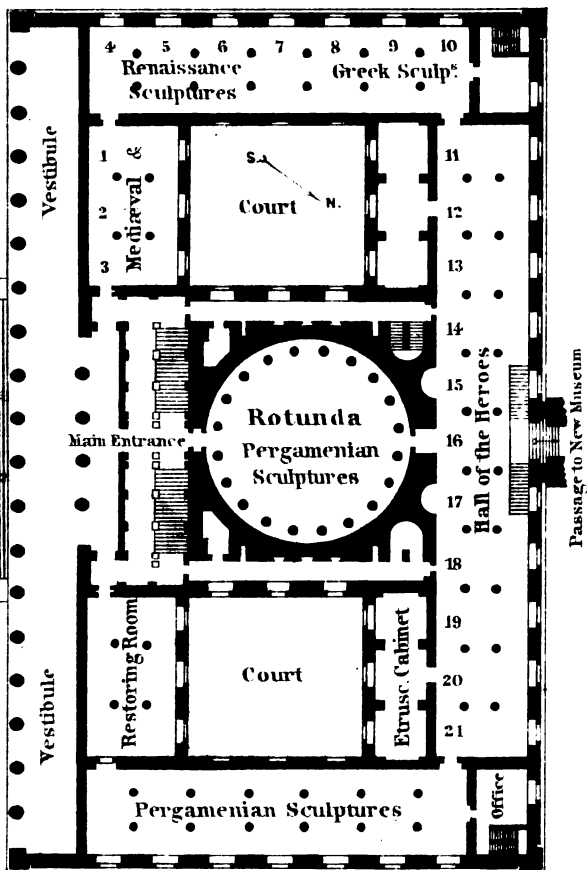 4 5 6 7 8 9 10
Renaissance
Sculptures
Greek Sculpṣ.
Vestibule
1
2
3
Mediæval &
S.
N.
Court
11
12
13
14
15
16
17
18
19
20
21
Rotunda
Pergamenian
Sculptures
Main Entrance
Hall of the Heroes
Passage to New Museum
Restoring Room
Court
Etrusc. Cabinet
Vestibule
Pergamenian Sculptures
Office